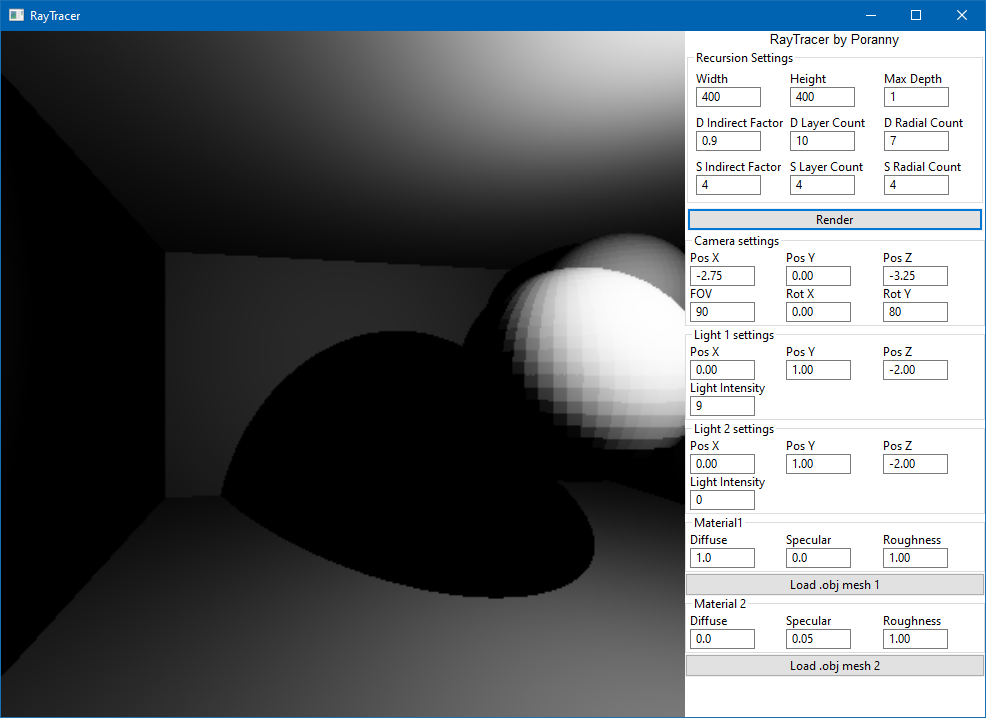 RayTracer
RayTracer by Poranny
Recursion Settings
Width Height Max Depth
400 400 1
D Indirect Factor D Layer Count D Radial Count
0.9 10 7
S Indirect Factor S Layer Count S Radial Count
4 4 4
Render
Camera settings
Pos X Pos Y Pos Z
-2.75 0.00 -3.25
FOV Rot X Rot Y
90 0.00 80
Light 1 settings
Pos X Pos Y Pos Z
0.00 1.00 -2.00
Light Intensity
9
Light 2 settings
Pos X Pos Y Pos Z
0.00 1.00 -2.00
Light Intensity
0
Material1
Diffuse Specular Roughness
1.0 0.0 1.00
Load .obj mesh 1
Material 2
Diffuse Specular Roughness
0.0 0.05 1.00
Load .obj mesh 2